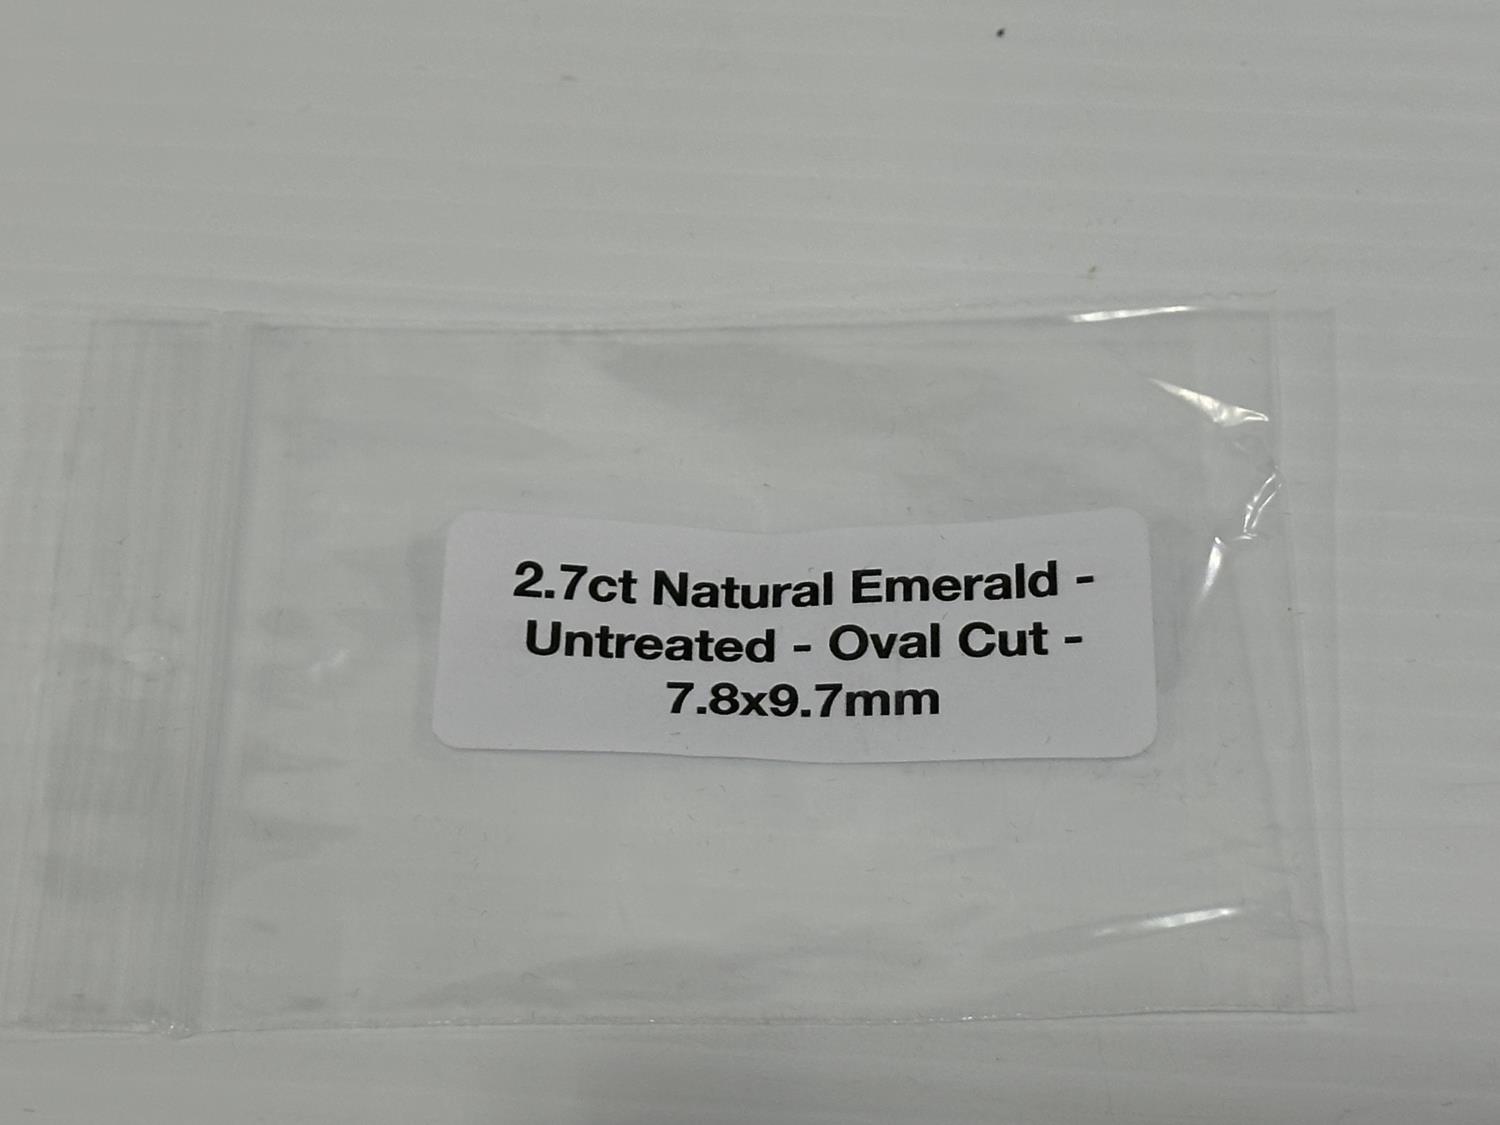 2.7ct Natural Emerald -
Untreated - Oval Cut -
7.8x9.7mm